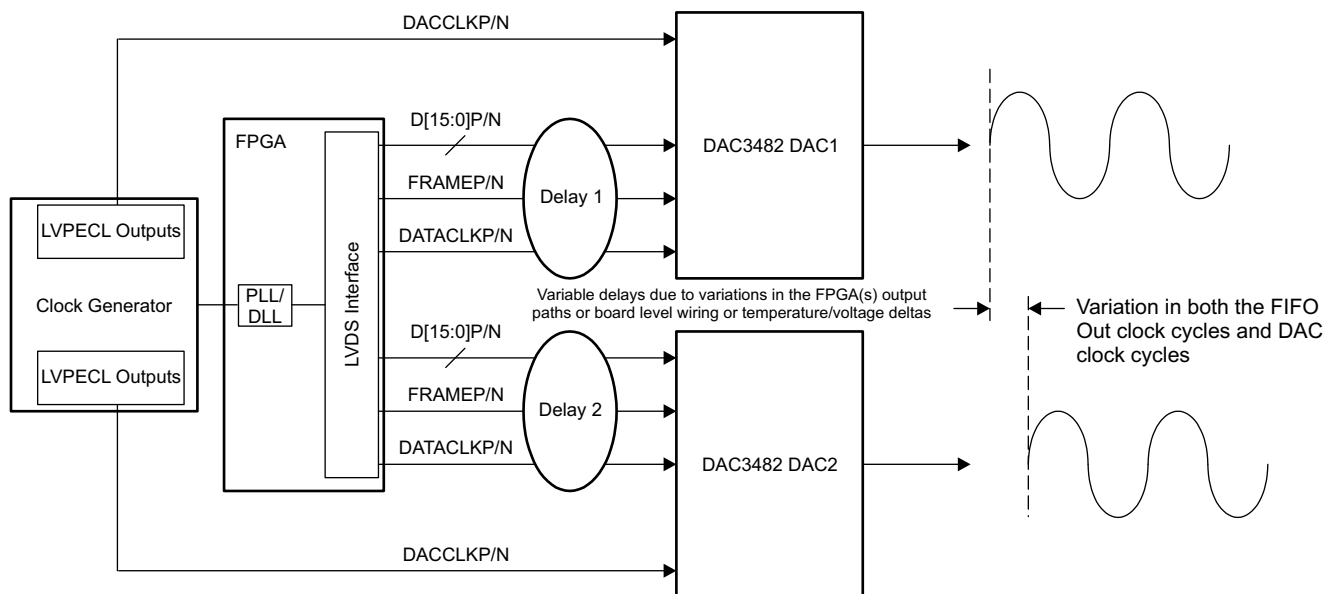 DACCLKP/N
D[15:0]P/N
FPGA
DAC3482 DAC1
FRAMEP/N
Delay 1
LVPECL Outputs
DATACLKP/N
LVDS Interface
Clock Generator
PLL/
DLL
Variable delays due to variations in the FPGA(s) output
paths or board level wiring or temperature/voltage deltas
Variation in both the FIFO
Out clock cycles and DAC
clock cycles
D[15:0]P/N
LVPECL Outputs
FRAMEP/N
Delay 2
DATACLKP/N
DAC3482 DAC2
DACCLKP/N